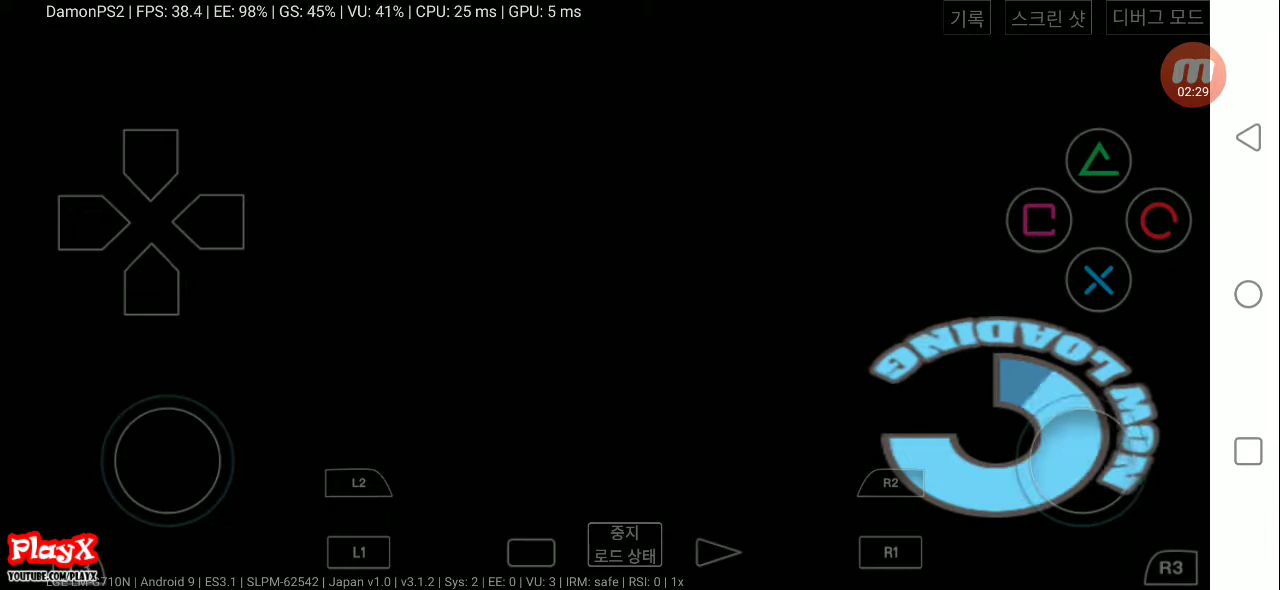 DamonPS2 | FPS: 38.4 | EE: 98% | GS: 45% | VU: 41% | CPU: 25 ms | GPU: 5 ms
기록
스크린 샷
디버그 모드
02:29
NOW LOADING
L2
R2
중지
로드 상태
L1
R1
R3
PlayX
YOUTUBE.COM/PLAYX
LGE LM-G710N | Android 9 | ES3.1 | SLPM-62542 | Japan v1.0 | v3.1.2 | Sys: 2 | EE: 0 | VU: 3 | IRM: safe | RSI: 0 | 1x